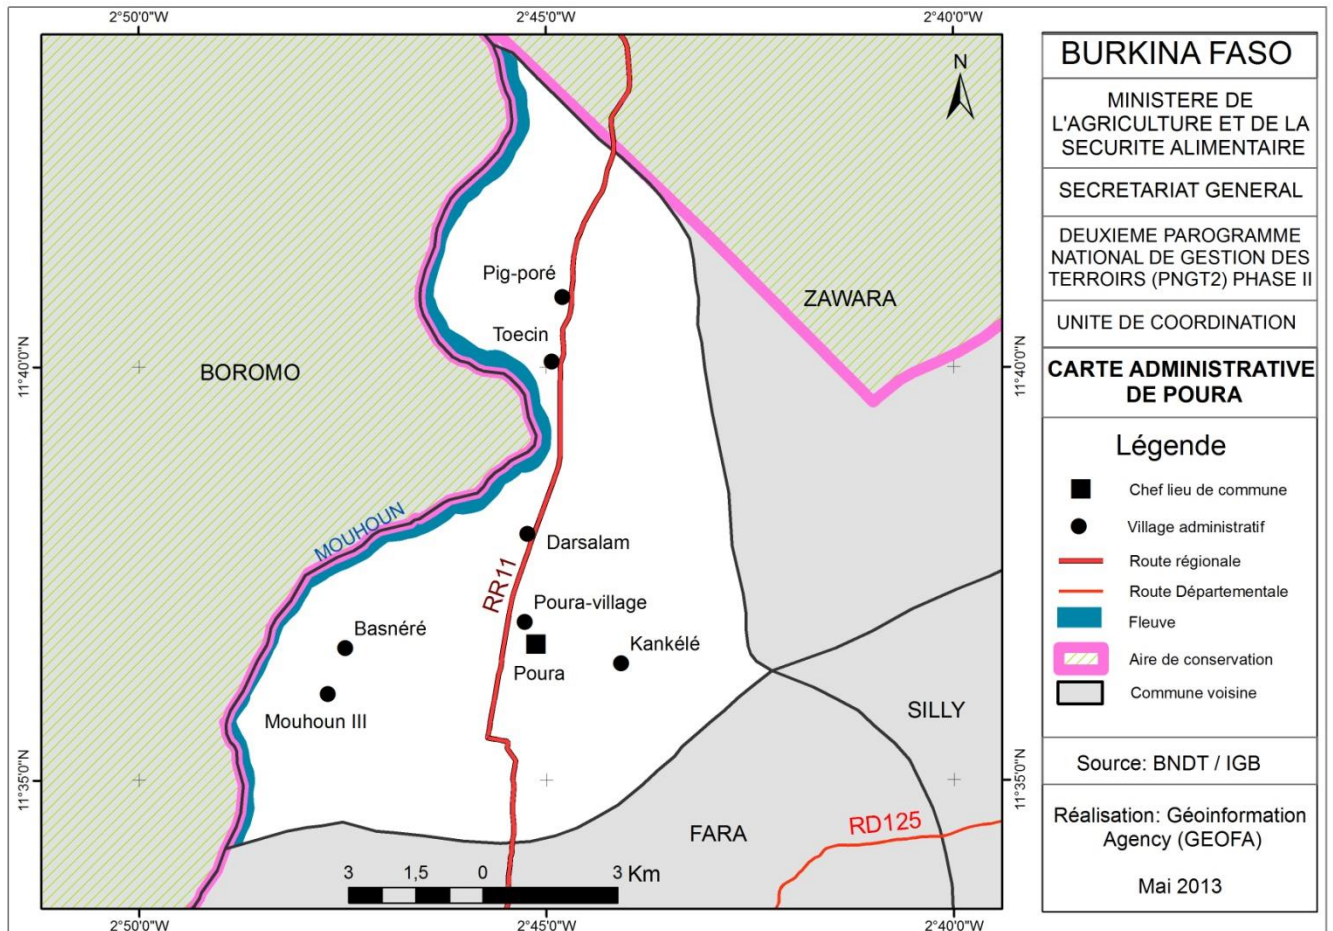 2°50'0"W
2°45'0"W
2°40'0"W
N
Pig-poré
Toecin
ZAWARA
BOROMO
11°40'0"N
11°40'0"N
MOUHOUN
Darsalam
RR11
Poura-village
Basnéré
Kankélé
Poura
Mouhoun III
SILLY
11°35'0"N
11°35'0"N
FARA
RD125
3 1,5 0 3 Km
2°50'0"W
2°45'0"W
2°40'0"W
BURKINA FASO
MINISTERE DE
L'AGRICULTURE ET DE LA
SECURITE ALIMENTAIRE
SECRETARIAT GENERAL
DEUXIEME PAROGRAMME
NATIONAL DE GESTION DES
TERROIRS (PNGT2) PHASE II
UNITE DE COORDINATION
CARTE ADMINISTRATIVE
DE POURA
Légende
Chef lieu de commune
Village administratif
Route régionale
Route Départementale
Fleuve
Aire de conservation
Commune voisine
Source: BNDT / IGB
Réalisation: Géoinformation
Agency (GEOFA)
Mai 2013